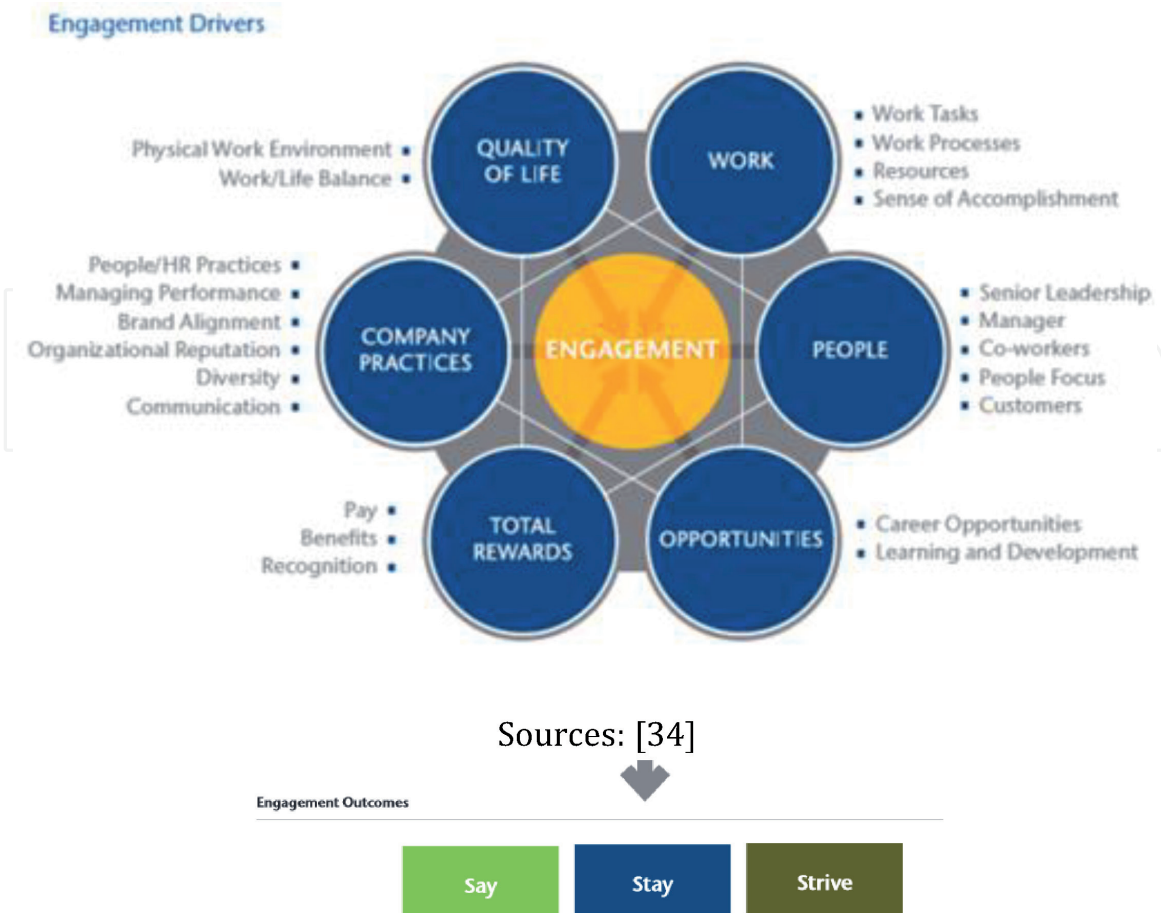 Engagement Drivers
Physical Work Environment
Work/Life Balance
QUALITY
OF LIFE
WORK
Work Tasks
Work Processes
Resources
Sense of Accomplishment
People/HR Practices
Managing Performance
Brand Alignment
Organizational Reputation
Diversity
Communication
COMPANY
PRACTICES
ENGAGEMENT
PEOPLE
Senior Leadership
Manager
Co-workers
People Focus
Customers
Pay
Benefits
Recognition
TOTAL
REWARDS
OPPORTUNITIES
Career Opportunities
Learning and Development
Sources: [34]
Engagement Outcomes
Say
Stay
Strive